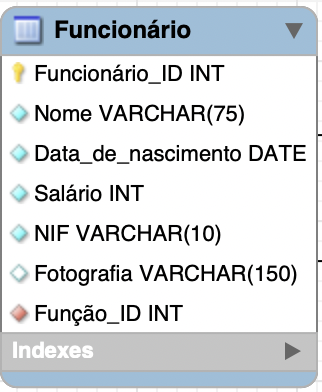 Funcionário
Funcionário_ID INT
Nome VARCHAR(75)
Data_de_nascimento DATE
Salário INT
NIF VARCHAR(10)
Fotografia VARCHAR(150)
Função_ID INT
Indexes